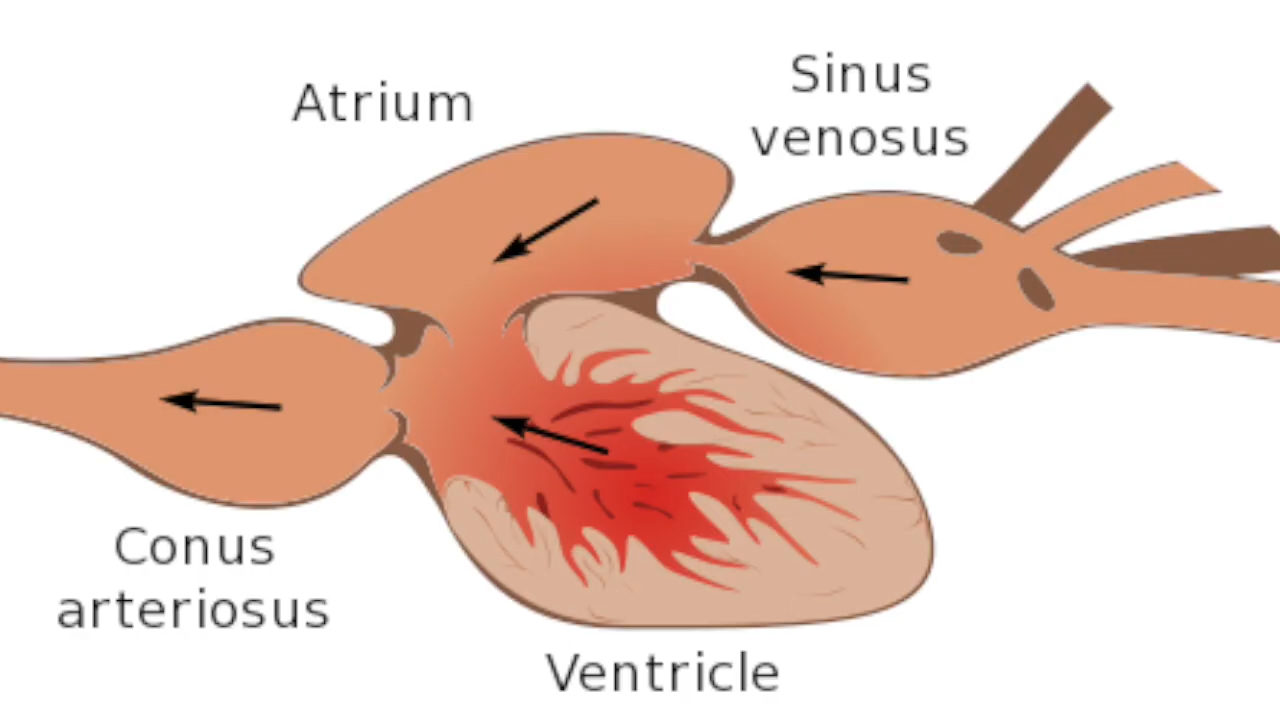 Atrium
Sinus
venosus
Conus
arteriosus
Ventricle